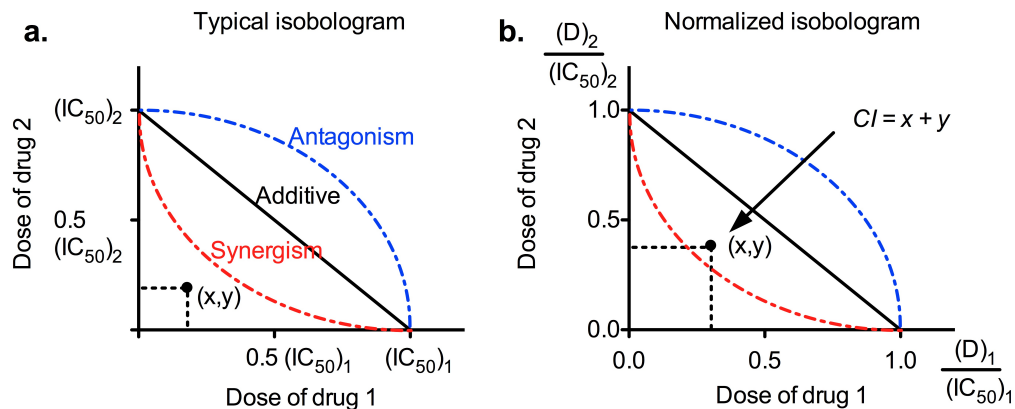 a.
Typical isobologram
(IC50)2
0.5
(IC50)2
Dose of drug 2
Antagonism
Additive
Synergism
(x,y)
0.5 (IC50)1
(IC50)1
Dose of drug 1
b.
Normalized isobologram
(D)2
(IC50)2
1.0
0.5
0.0
Dose of drug 2
CI = x + y
(x,y)
0.0
0.5
1.0
(D)1
(IC50)1
Dose of drug 1